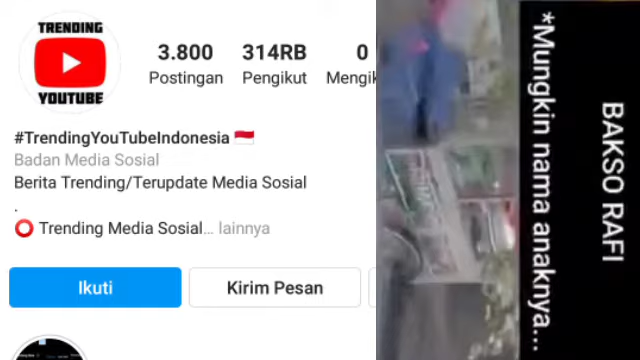 TRENDING
YOUTUBE
3.800
Postingan
314RB
Pengikut
0
Mengik
#TrendingYouTubeIndonesia 🇮🇩
Badan Media Sosial
Berita Trending/Terupdate Media Sosial
.
⭕ Trending Media Sosial... lainnya
Ikuti
Kirim Pesan
BAKSO RAFI
*Mungkin nama anaknya...